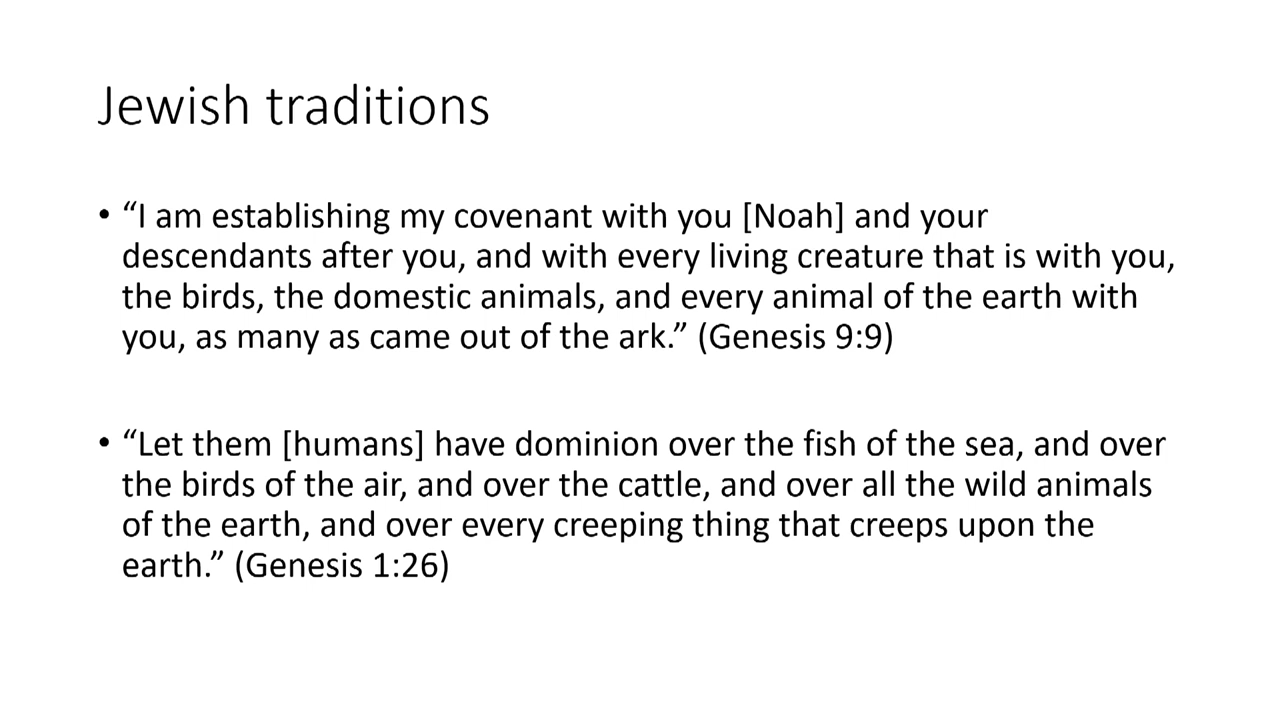 Jewish traditions
• “I am establishing my covenant with you [Noah] and your
descendants after you, and with every living creature that is with you,
the birds, the domestic animals, and every animal of the earth with
you, as many as came out of the ark.” (Genesis 9:9)
• “Let them [humans] have dominion over the fish of the sea, and over
the birds of the air, and over the cattle, and over all the wild animals
of the earth, and over every creeping thing that creeps upon the
earth.” (Genesis 1:26)